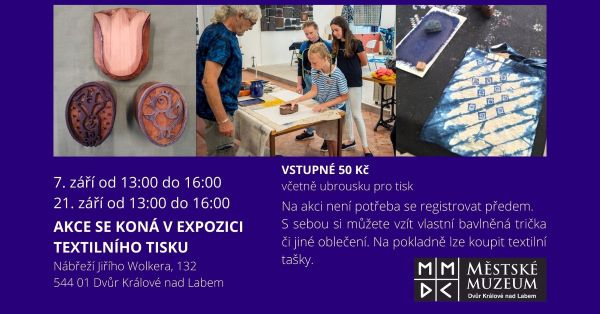 7. září od 13:00 do 16:00
21. září od 13:00 do 16:00
AKCE SE KONÁ V EXPOZICI
TEXTILNÍHO TISKU
Nábřeží Jiřího Wolkera, 132
544 01 Dvůr Králové nad Labem
VSTUPNÉ 50 Kč
včetně ubrousku pro tisk
Na akci není potřeba se registrovat předem.
S sebou si můžete vzít vlastní bavlněná trička
či jiné oblečení. Na pokladně lze koupit textilní
tašky.
MM
DK
MĚSTSKÉ
MUZEUM
Dvůr Králové nad Labem